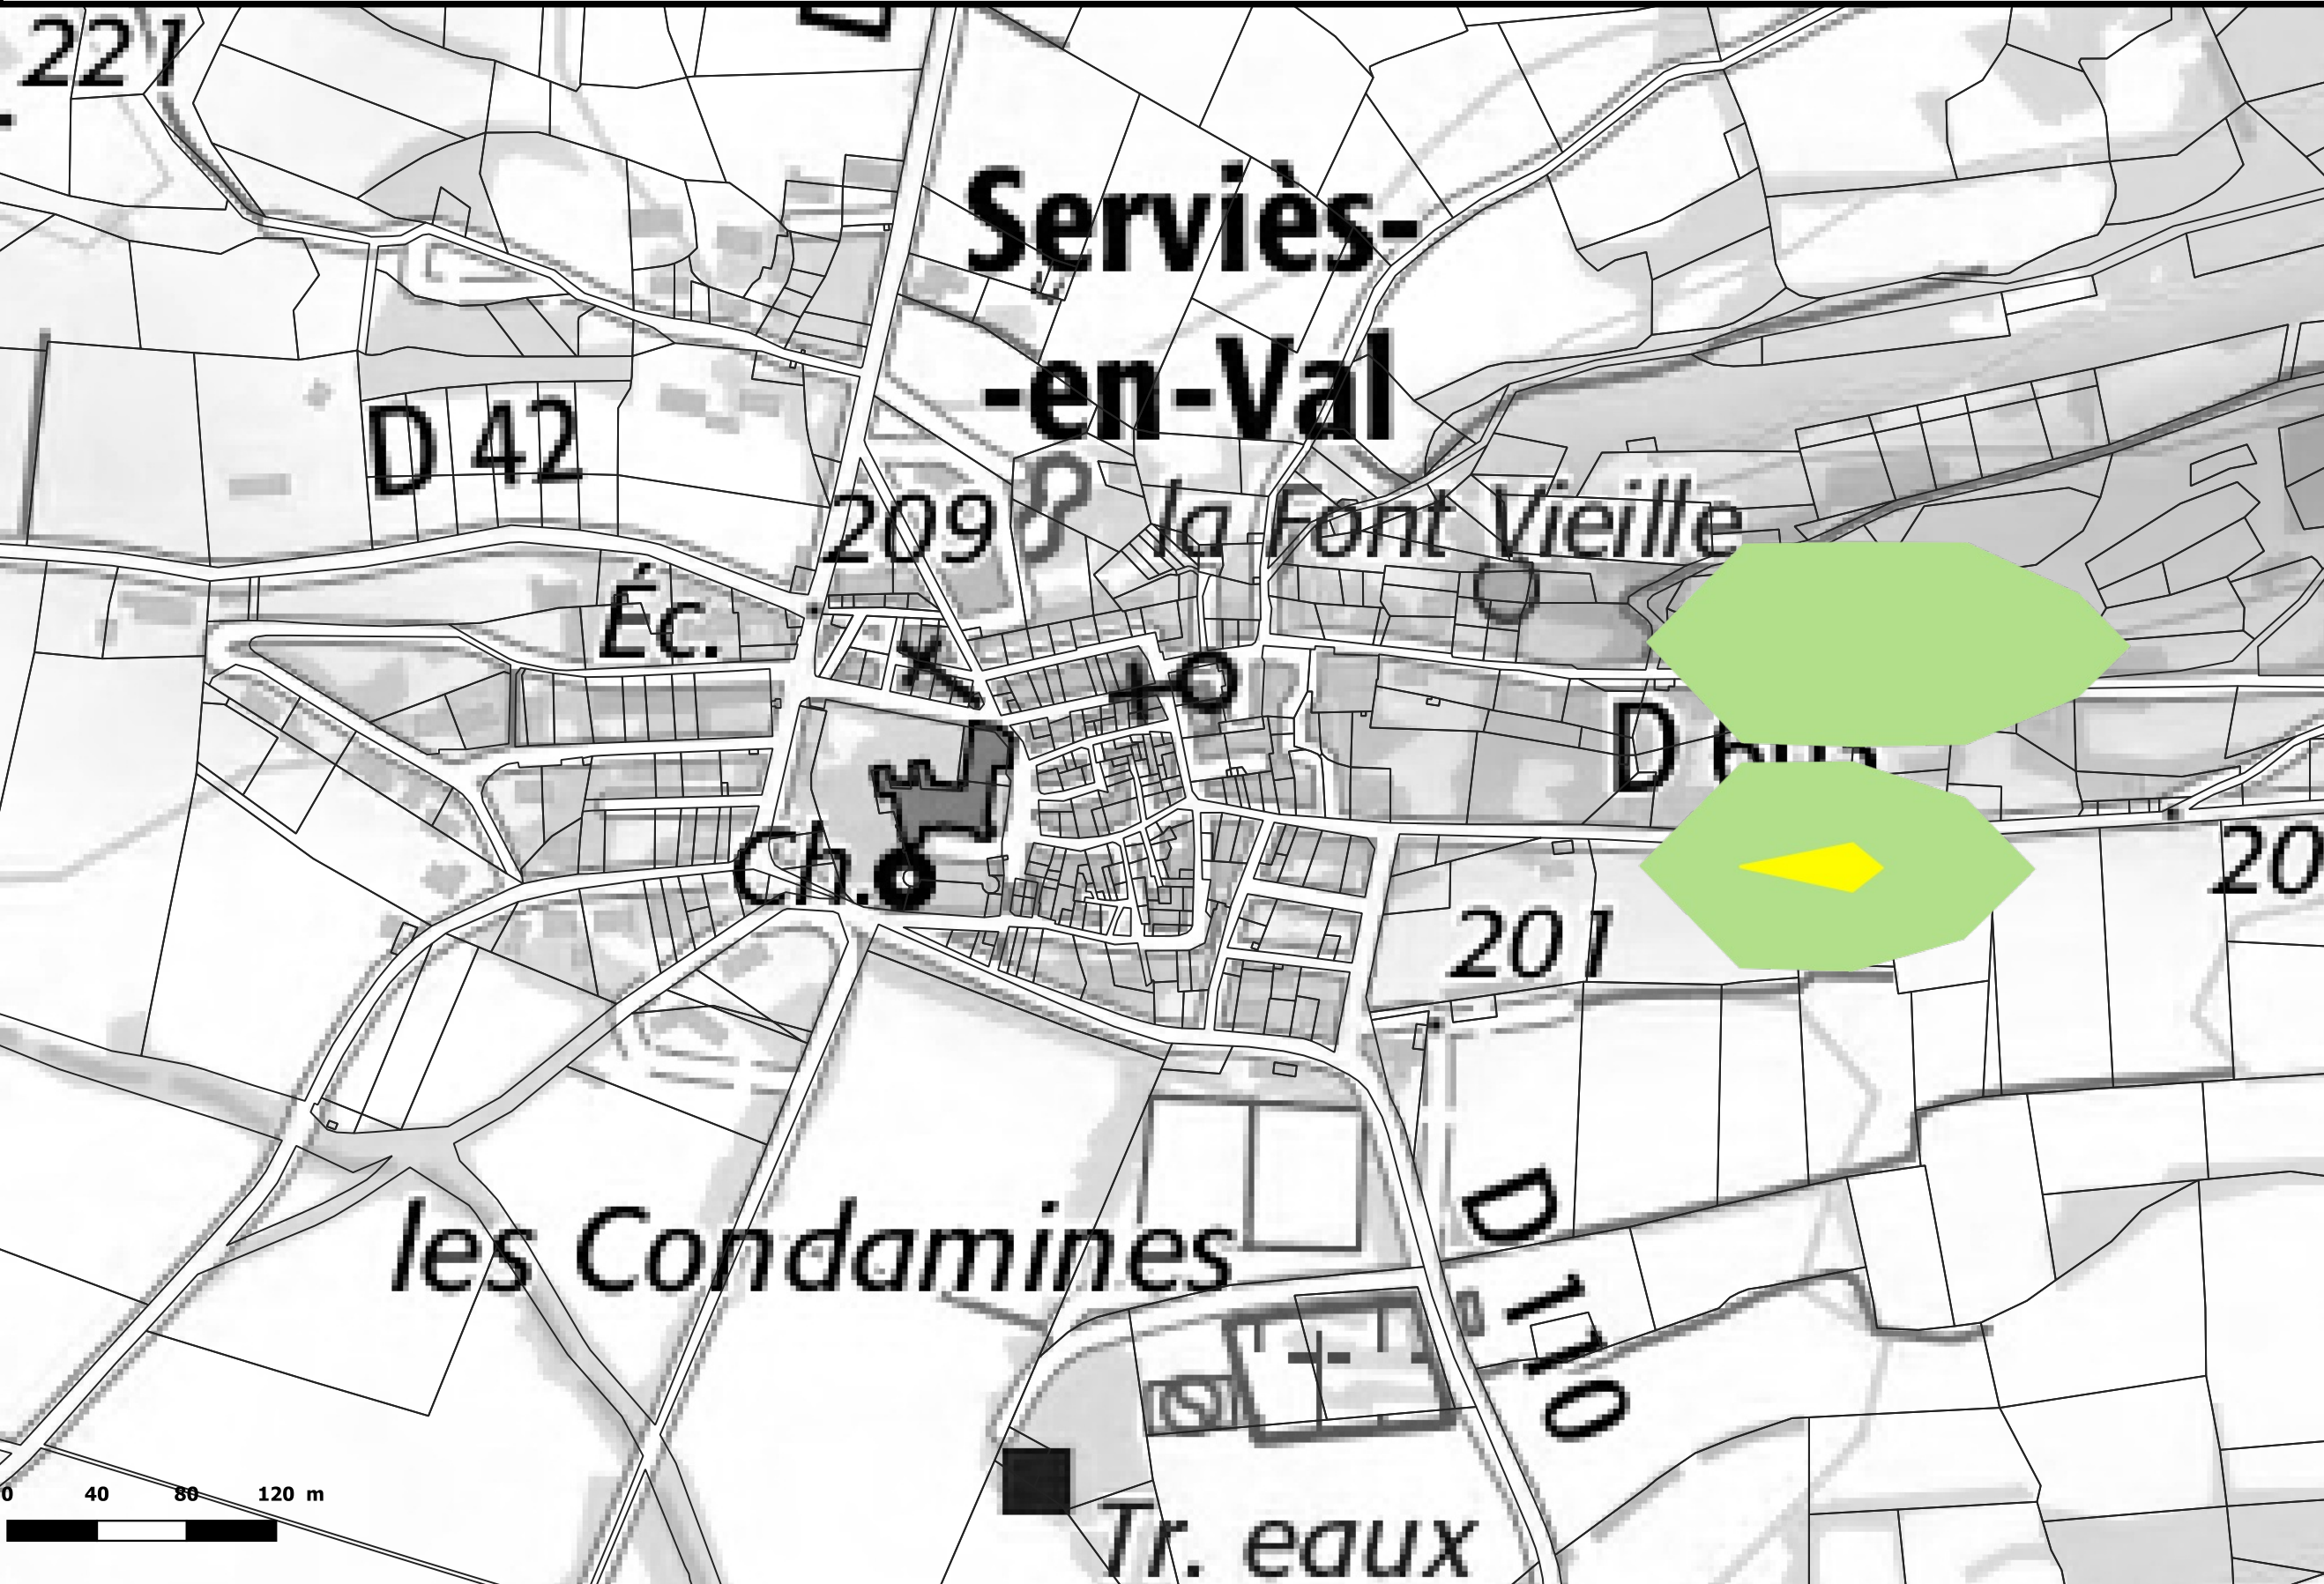 221
Serviès-
-en-Val
D 42
209
la Font Vieille
Éc.
D 603
Ch.
201
20
les Condamines
D 110
0 40 80 120 m
Tr. eaux